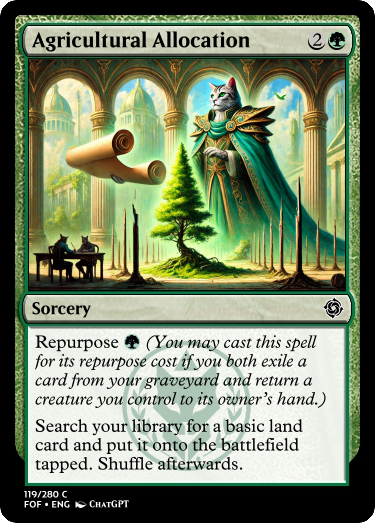 Agricultural Allocation 2
Sorcery
Repurpose (You may cast this spell
for its repurpose cost if you both exile a
card from your graveyard and return a
creature you control to its owner's hand.)
Search your library for a basic land
card and put it onto the battlefield
tapped. Shuffle afterwards.
119/280 C
FOF • ENG ChatGPT